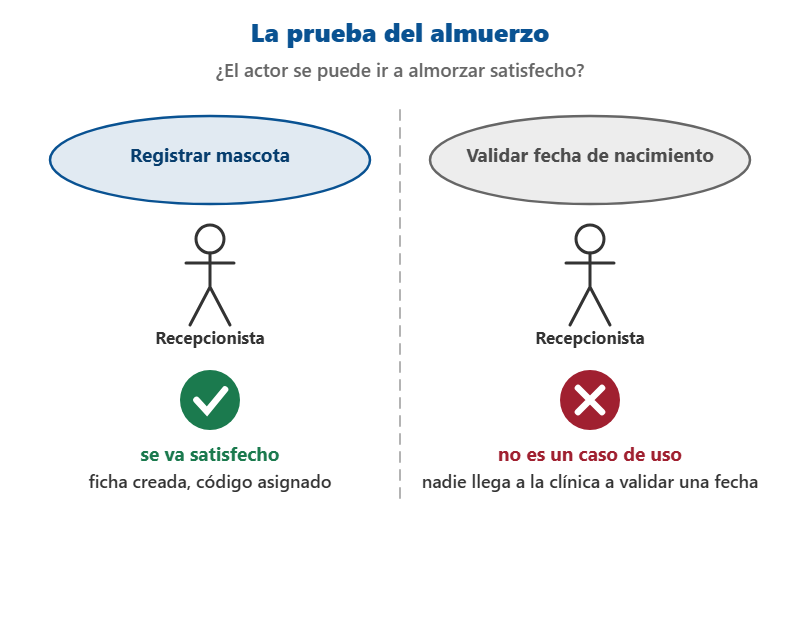 La prueba del almuerzo
¿El actor se puede ir a almorzar satisfecho?
Registrar mascota
Recepcionista
se va satisfecho
ficha creada, código asignado
Validar fecha de nacimiento
Recepcionista
no es un caso de uso
nadie llega a la clínica a validar una fecha